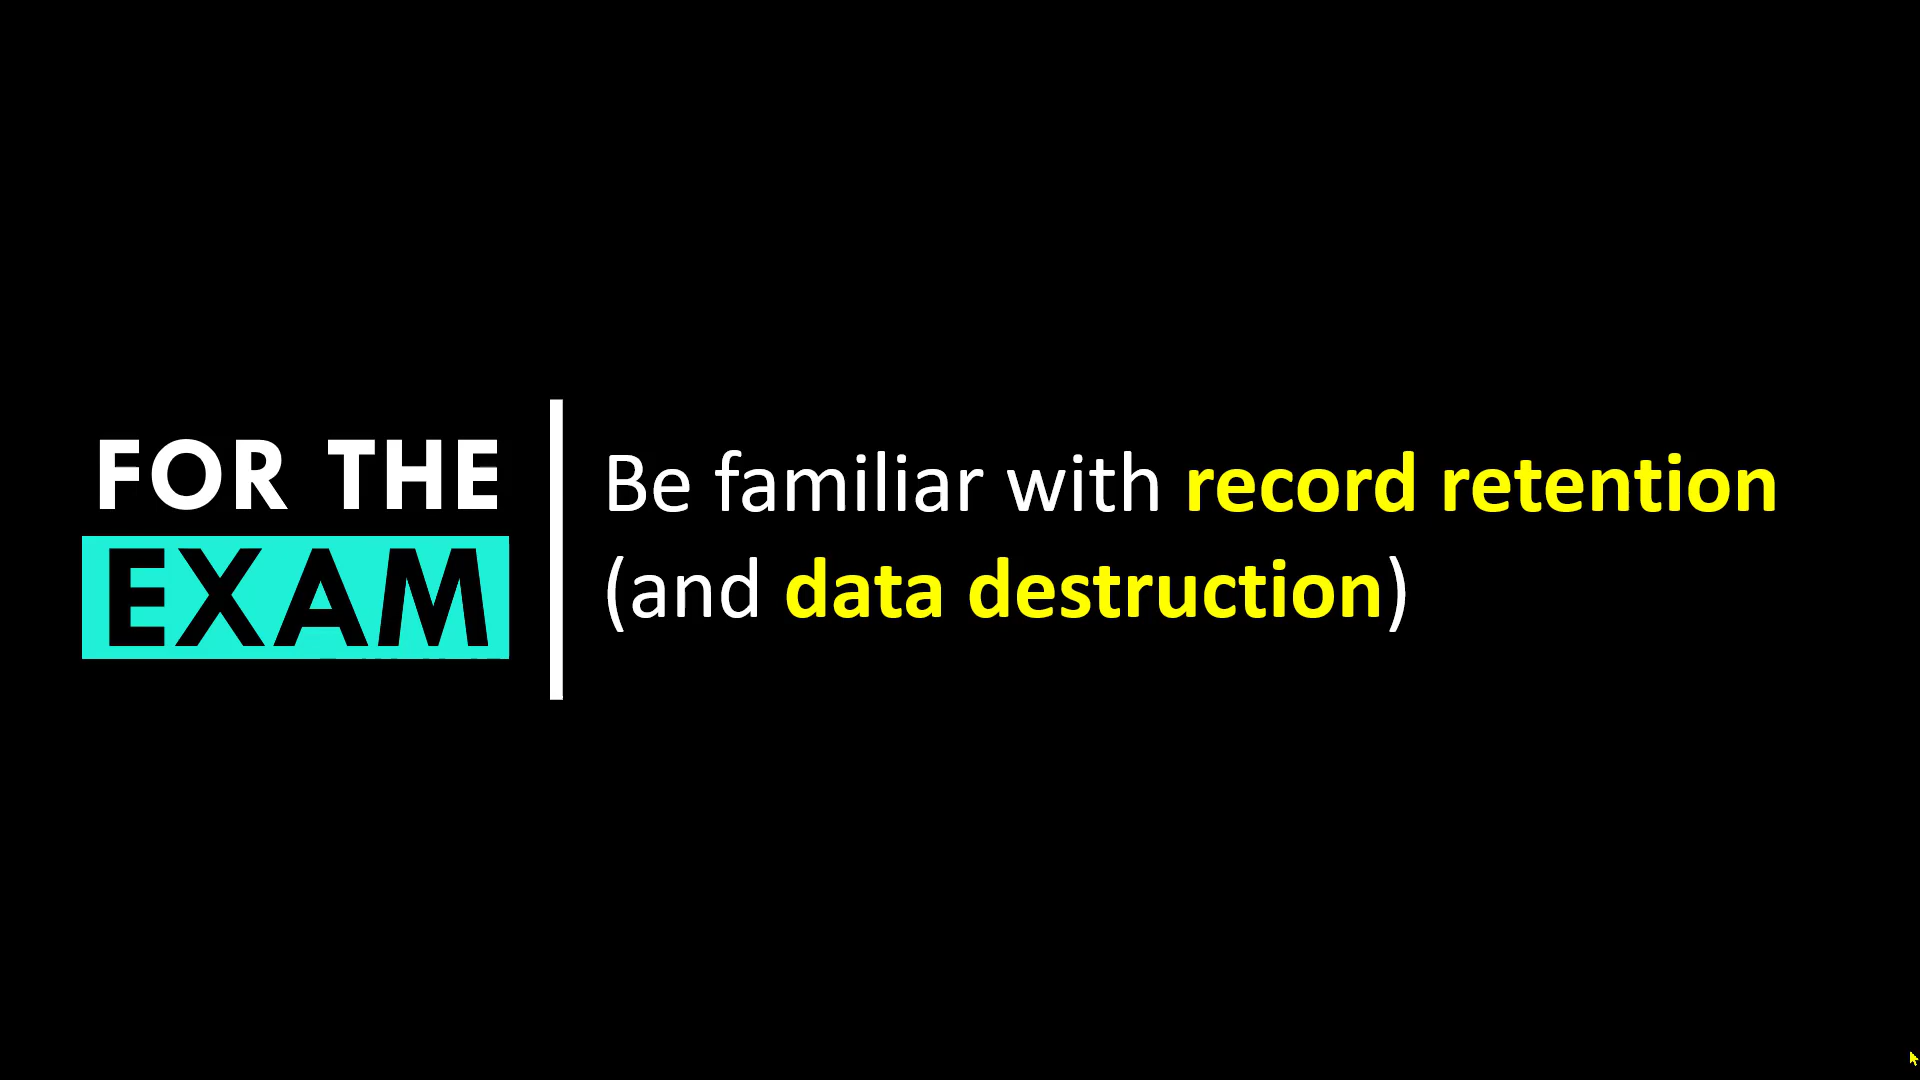 FOR THE
EXAM
Be familiar with record retention
(and data destruction)